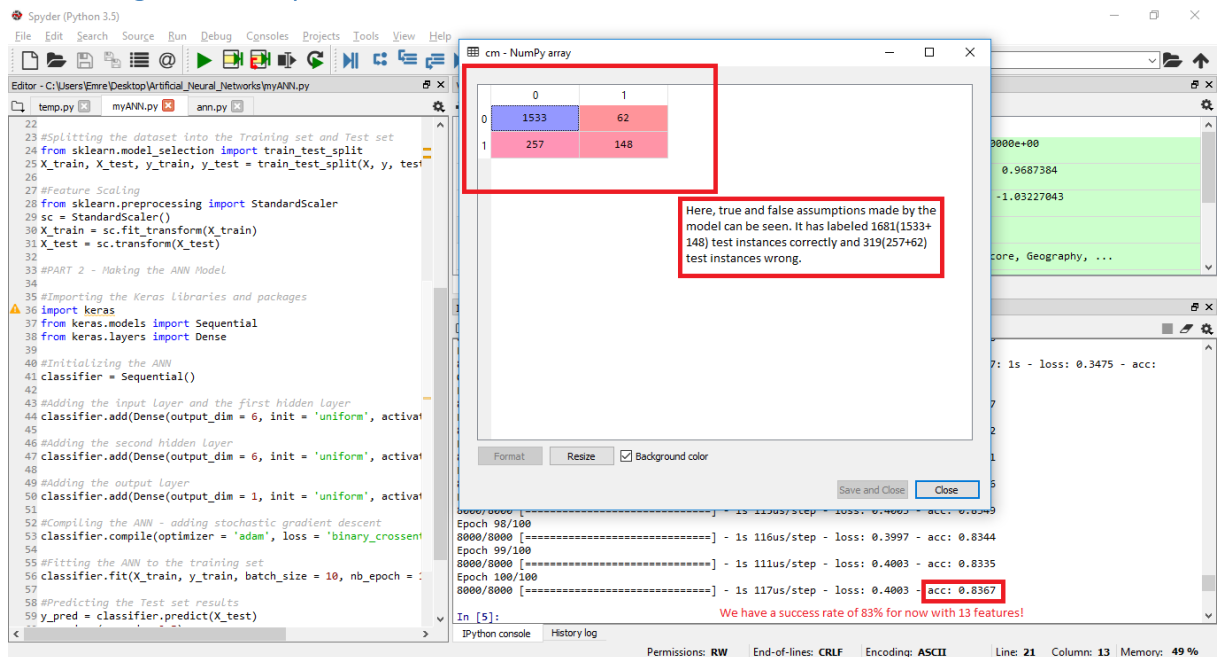 Spyder (Python 3.5)
File Edit Search Source Run Debug Consoles Projects Tools View Help
Editor - C:\Users\Emre\Desktop\Artificial_Neural_Networks\myANN.py
temp.py myANN.py ann.py
22
23 #Splitting the dataset into the Training set and Test set
24 from sklearn.model_selection import train_test_split
25 X_train, X_test, y_train, y_test = train_test_split(X, y, test
26
27 #Feature Scaling
28 from sklearn.preprocessing import StandardScaler
29 sc = StandardScaler()
30 X_train = sc.fit_transform(X_train)
31 X_test = sc.transform(X_test)
32
33 #PART 2 - Making the ANN Model
34
35 #Importing the Keras libraries and packages
36 import keras
37 from keras.models import Sequential
38 from keras.layers import Dense
39
40 #Initializing the ANN
41 classifier = Sequential()
42
43 #Adding the input layer and the first hidden layer
44 classifier.add(Dense(output_dim = 6, init = 'uniform', activat
45
46 #Adding the second hidden layer
47 classifier.add(Dense(output_dim = 6, init = 'uniform', activat
48
49 #Adding the output layer
50 classifier.add(Dense(output_dim = 1, init = 'uniform', activat
51
52 #Compiling the ANN - adding stochastic gradient descent
53 classifier.compile(optimizer = 'adam', loss = 'binary_crossent
54
55 #Fitting the ANN to the training set
56 classifier.fit(X_train, y_train, batch_size = 10, nb_epoch = 
57
58 #Predicting the Test set results
59 y_pred = classifier.predict(X_test)
cm - NumPy array
0 1
0 1533 62
1 257 148
Here, true and false assumptions made by the
model can be seen. It has labeled 1681(1533+
148) test instances correctly and 319(257+62)
test instances wrong.
Format Resize Background color
Save and Close Close
0000e+00
0.9687384
-1.03227043
core, Geography, ...
7: 1s - loss: 0.3475 - acc:
7
2
1
6
8000/8000 [==============================] - 1s 115us/step - loss: 0.4005 - acc: 0.8349
Epoch 98/100
8000/8000 [==============================] - 1s 116us/step - loss: 0.3997 - acc: 0.8344
Epoch 99/100
8000/8000 [==============================] - 1s 111us/step - loss: 0.4003 - acc: 0.8335
Epoch 100/100
8000/8000 [==============================] - 1s 117us/step - loss: 0.4003 - acc: 0.8367
We have a success rate of 83% for now with 13 features!
In [5]:
IPython console History log
Permissions: RW End-of-lines: CRLF Encoding: ASCII Line: 21 Column: 13 Memory: 49 %